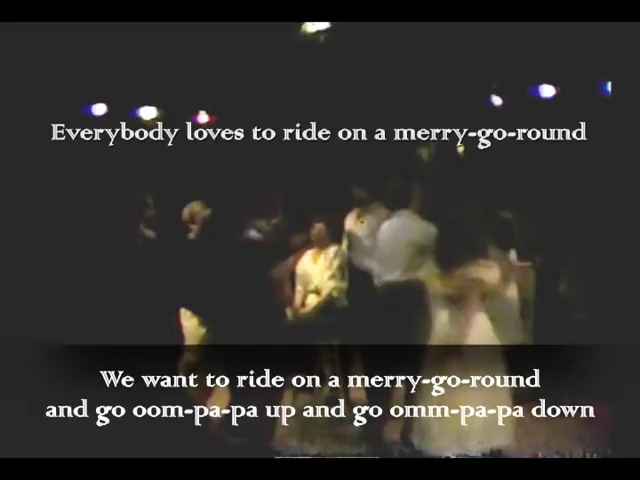 Everybody loves to ride on a merry-go-round
We want to ride on a merry-go-round
and go oom-pa-pa up and go omm-pa-pa down